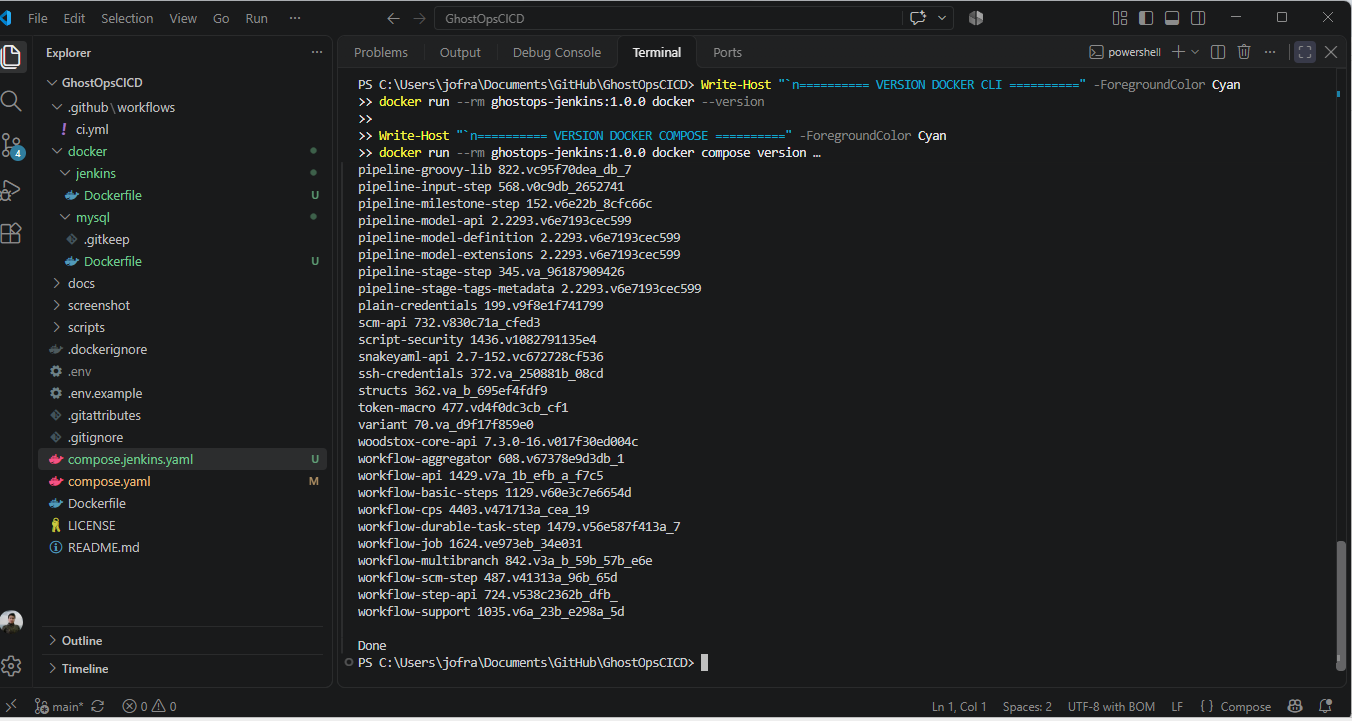 File Edit Selection View Go Run ···
GhostOpsCICD
Explorer ···
GhostOpsCICD
.github\workflows
! ci.yml
docker
jenkins
Dockerfile U
mysql
.gitkeep
Dockerfile U
docs
screenshot
scripts
.dockerignore
.env
.env.example
.gitattributes
.gitignore
compose.jenkins.yaml U
compose.yaml M
Dockerfile
LICENSE
README.md
Outline
Timeline
4
Problems Output Debug Console Terminal Ports
powershell
PS C:\Users\jofra\Documents\GitHub\GhostOpsCICD> Write-Host "`n========== VERSION DOCKER CLI ==========" -ForegroundColor Cyan
>> docker run --rm ghostops-jenkins:1.0.0 docker --version
>>
>> Write-Host "`n========== VERSION DOCKER COMPOSE ==========" -ForegroundColor Cyan
>> docker run --rm ghostops-jenkins:1.0.0 docker compose version …
pipeline-groovy-lib 822.vc95f70dea_db_7
pipeline-input-step 568.v0c9db_2652741
pipeline-milestone-step 152.v6e22b_8cfc66c
pipeline-model-api 2.2293.v6e7193cec599
pipeline-model-definition 2.2293.v6e7193cec599
pipeline-model-extensions 2.2293.v6e7193cec599
pipeline-stage-step 345.va_96187909426
pipeline-stage-tags-metadata 2.2293.v6e7193cec599
plain-credentials 199.v9f8e1f741799
scm-api 732.v830c71a_cfed3
script-security 1436.v1082791135e4
snakeyaml-api 2.7-152.vc672728cf536
ssh-credentials 372.va_250881b_08cd
structs 362.va_b_695ef4fdf9
token-macro 477.vd4f0dc3cb_cf1
variant 70.va_d9f17f859e0
woodstox-core-api 7.3.0-16.v017f30ed004c
workflow-aggregator 608.v67378e9d3db_1
workflow-api 1429.v7a_1b_efb_a_f7c5
workflow-basic-steps 1129.v60e3c7e6654d
workflow-cps 4403.v471713a_cea_19
workflow-durable-task-step 1479.v56e587f413a_7
workflow-job 1624.ve973eb_34e031
workflow-multibranch 842.v3a_b_59b_57b_e6e
workflow-scm-step 487.v41313a_96b_65d
workflow-step-api 724.v538c2362b_dfb_
workflow-support 1035.v6a_23b_e298a_5d
Done
PS C:\Users\jofra\Documents\GitHub\GhostOpsCICD>
main* 0 0 Ln 1, Col 1 Spaces: 2 UTF-8 with BOM LF { } Compose